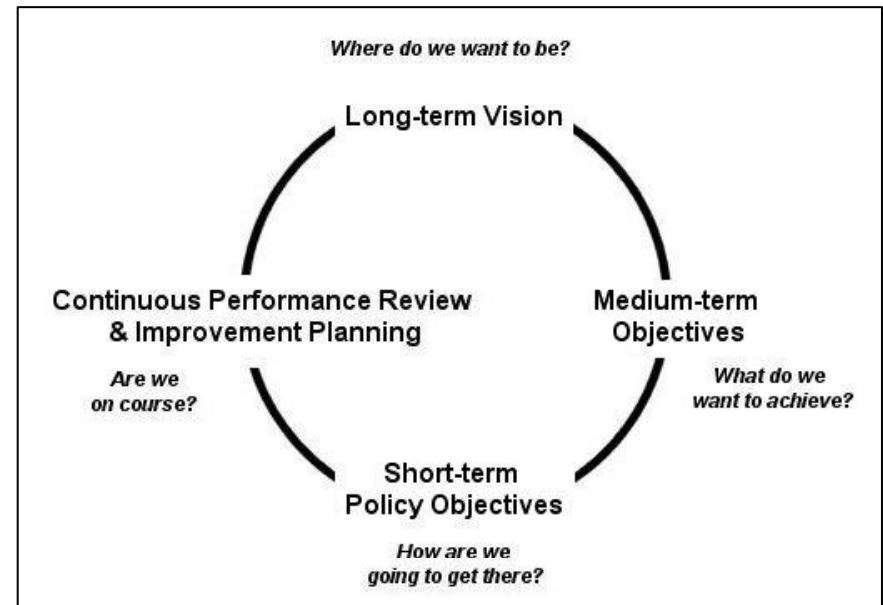 Where do we want to be?
Long-term Vision
Continuous Performance Review
& Improvement Planning
Are we
on course?
Medium-term
Objectives
What do we
want to achieve?
Short-term
Policy Objectives
How are we
going to get there?